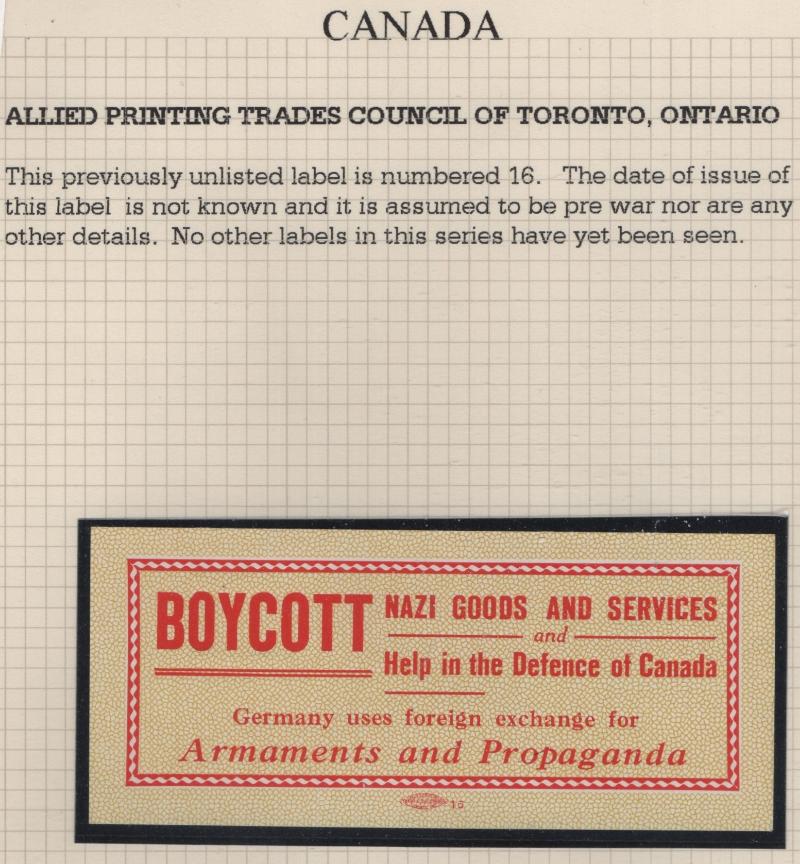 CANADA
ALLIED PRINTING TRADES COUNCIL OF TORONTO, ONTARIO
This previously unlisted label is numbered 16. The date of issue of
this label is not known and it is assumed to be pre war nor are any
other details. No other labels in this series have yet been seen.
BOYCOTT NAZI GOODS AND SERVICES
and
Help in the Defence of Canada
Germany uses foreign exchange for
Armaments and Propaganda
16